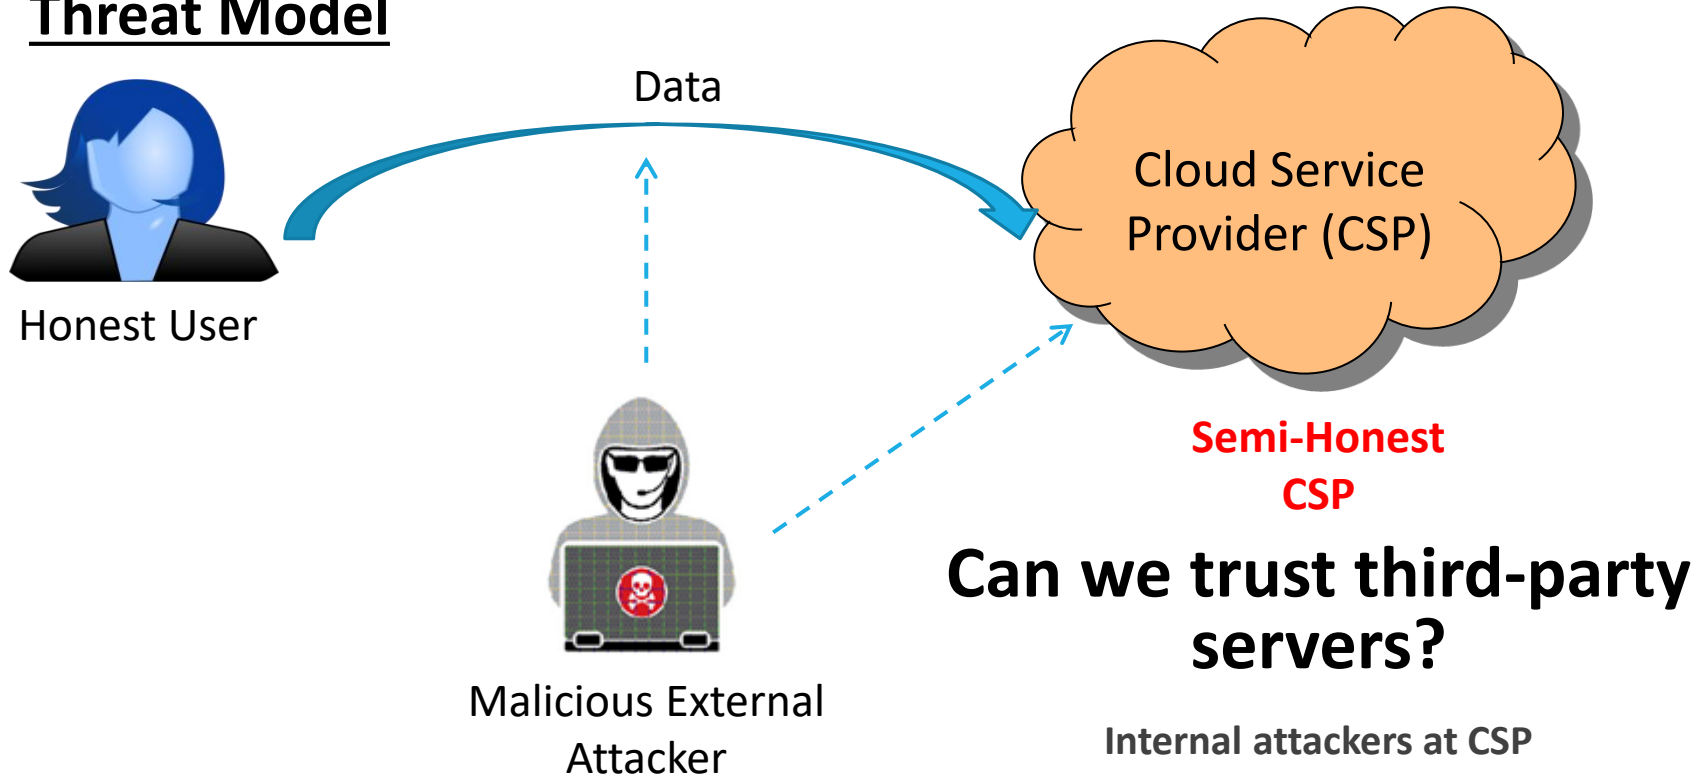 Threat Model
Data
Cloud Service
Provider (CSP)
Honest User
Semi-Honest
CSP
Can we trust third-party
servers?
Malicious External
Attacker
Internal attackers at CSP